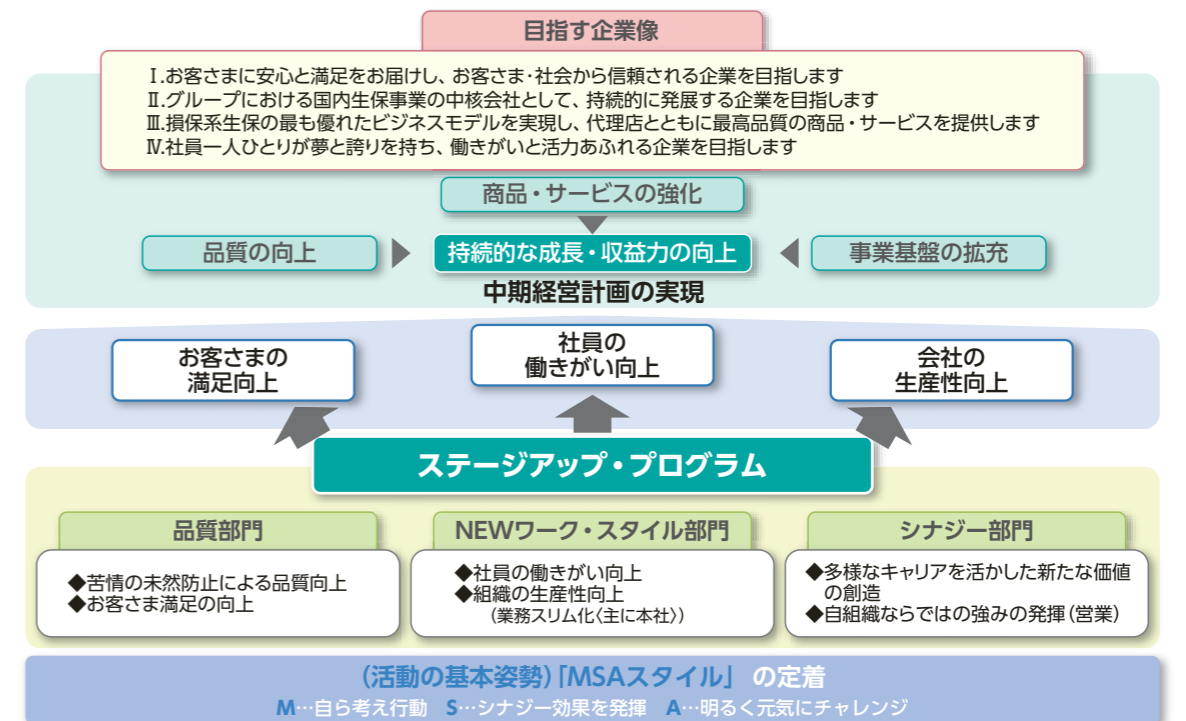 目指す企業像
Ⅰ.お客さまに安心と満足をお届けし、お客さま・社会から信頼される企業を目指します
Ⅱ.グループにおける国内生保事業の中核会社として、持続的に発展する企業を目指します
Ⅲ.損保系生保の最も優れたビジネスモデルを実現し、代理店とともに最高品質の商品・サービスを提供します
Ⅳ.社員一人ひとりが夢と誇りを持ち、働きがいと活力あふれる企業を目指します
商品・サービスの強化
品質の向上
持続的な成長・収益力の向上
事業基盤の拡充
中期経営計画の実現
お客さまの
満足向上
社員の
働きがい向上
会社の
生産性向上
ステージアップ・プログラム
品質部門
◆苦情の未然防止による品質向上
◆お客さま満足の向上
NEWワーク・スタイル部門
◆社員の働きがい向上
◆組織の生産性向上
(業務スリム化〈主に本社〉)
シナジー部門
◆多様なキャリアを活かした新たな価値
の創造
◆自組織ならではの強みの発揮(営業)
(活動の基本姿勢)「MSAスタイル」 の定着
M…自ら考え行動 S…シナジー効果を発揮 A…明るく元気にチャレンジ